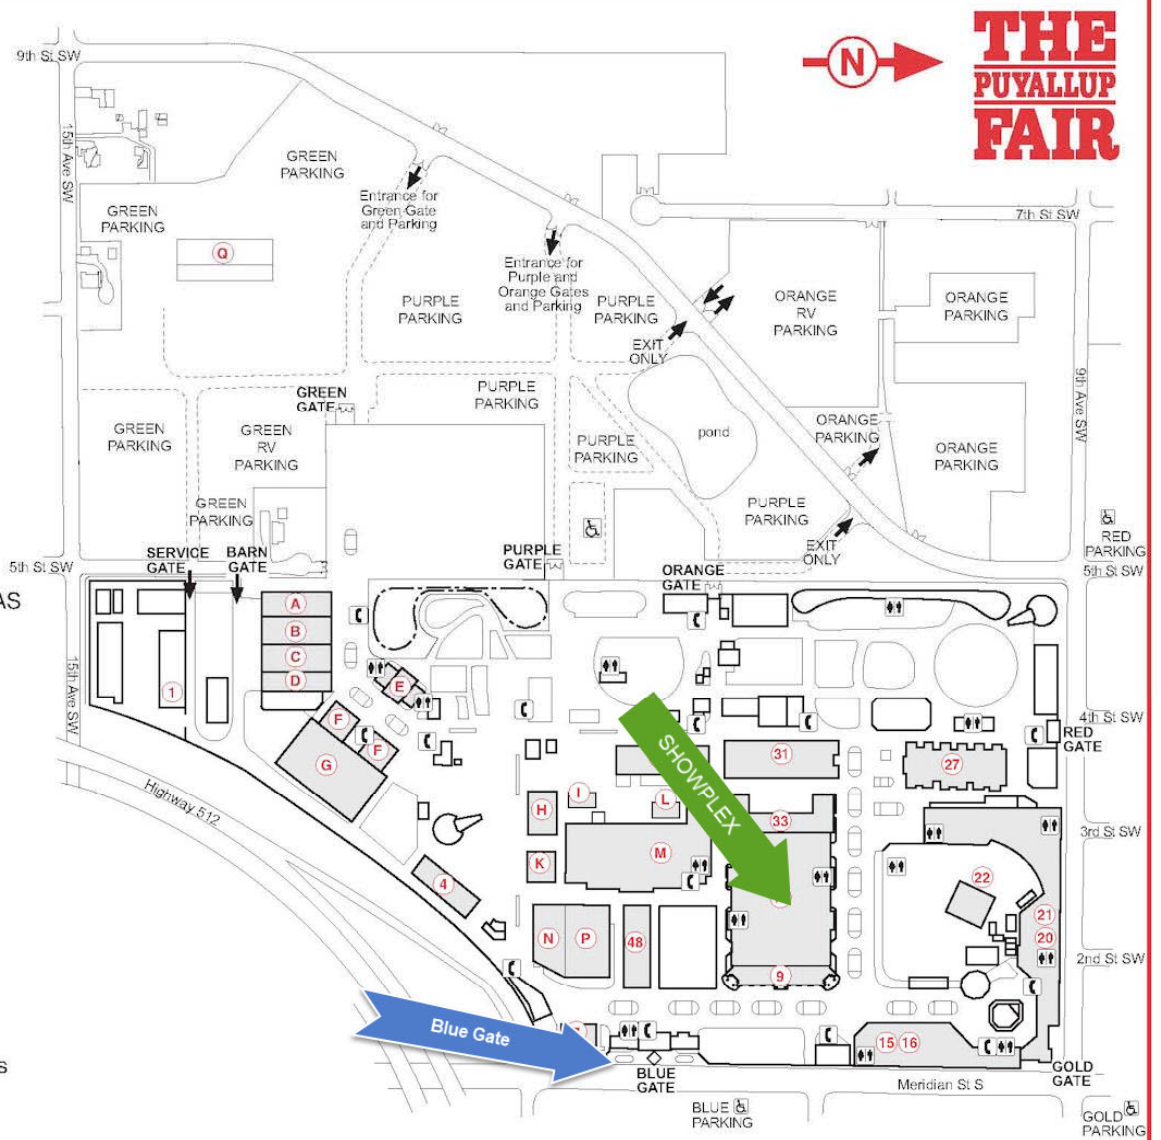 THE
PUYALLUP
FAIR
N
9th St SW
15th Ave SW
GREEN
PARKING
Entrance for
Green Gate
and Parking
GREEN
PARKING
7th St SW
Q
Entrance for
Purple and
Orange Gates
and Parking
PURPLE
PARKING
PURPLE
PARKING
ORANGE
RV
PARKING
ORANGE
PARKING
EXIT
ONLY
9th Ave SW
GREEN
GATE
PURPLE
PARKING
GREEN
PARKING
GREEN
RV
PARKING
PURPLE
PARKING
pond
ORANGE
PARKING
ORANGE
PARKING
GREEN
PARKING
PURPLE
PARKING
RED
PARKING
EXIT
ONLY
5th St SW
SERVICE
GATE
BARN
GATE
PURPLE
GATE
ORANGE
GATE
5th St SW
AS
A
B
C
D
E
1
15th Ave SW
F
F
G
4th St SW
RED
GATE
SHOWPLEX
31
27
Highway 512
H
I
L
33
3rd St SW
K
M
4
22
21
20
N
P
48
9
2nd St SW
Blue Gate
15
16
BLUE
GATE
GOLD
GATE
Meridian St S
BLUE
PARKING
GOLD
PARKING
s